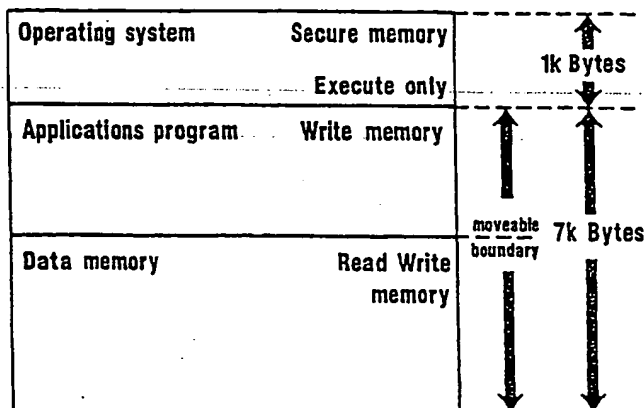 Operating system Secure memory
1k Bytes
Execute only
Applications program Write memory
moveable
boundary
7k Bytes
Data memory Read Write
memory